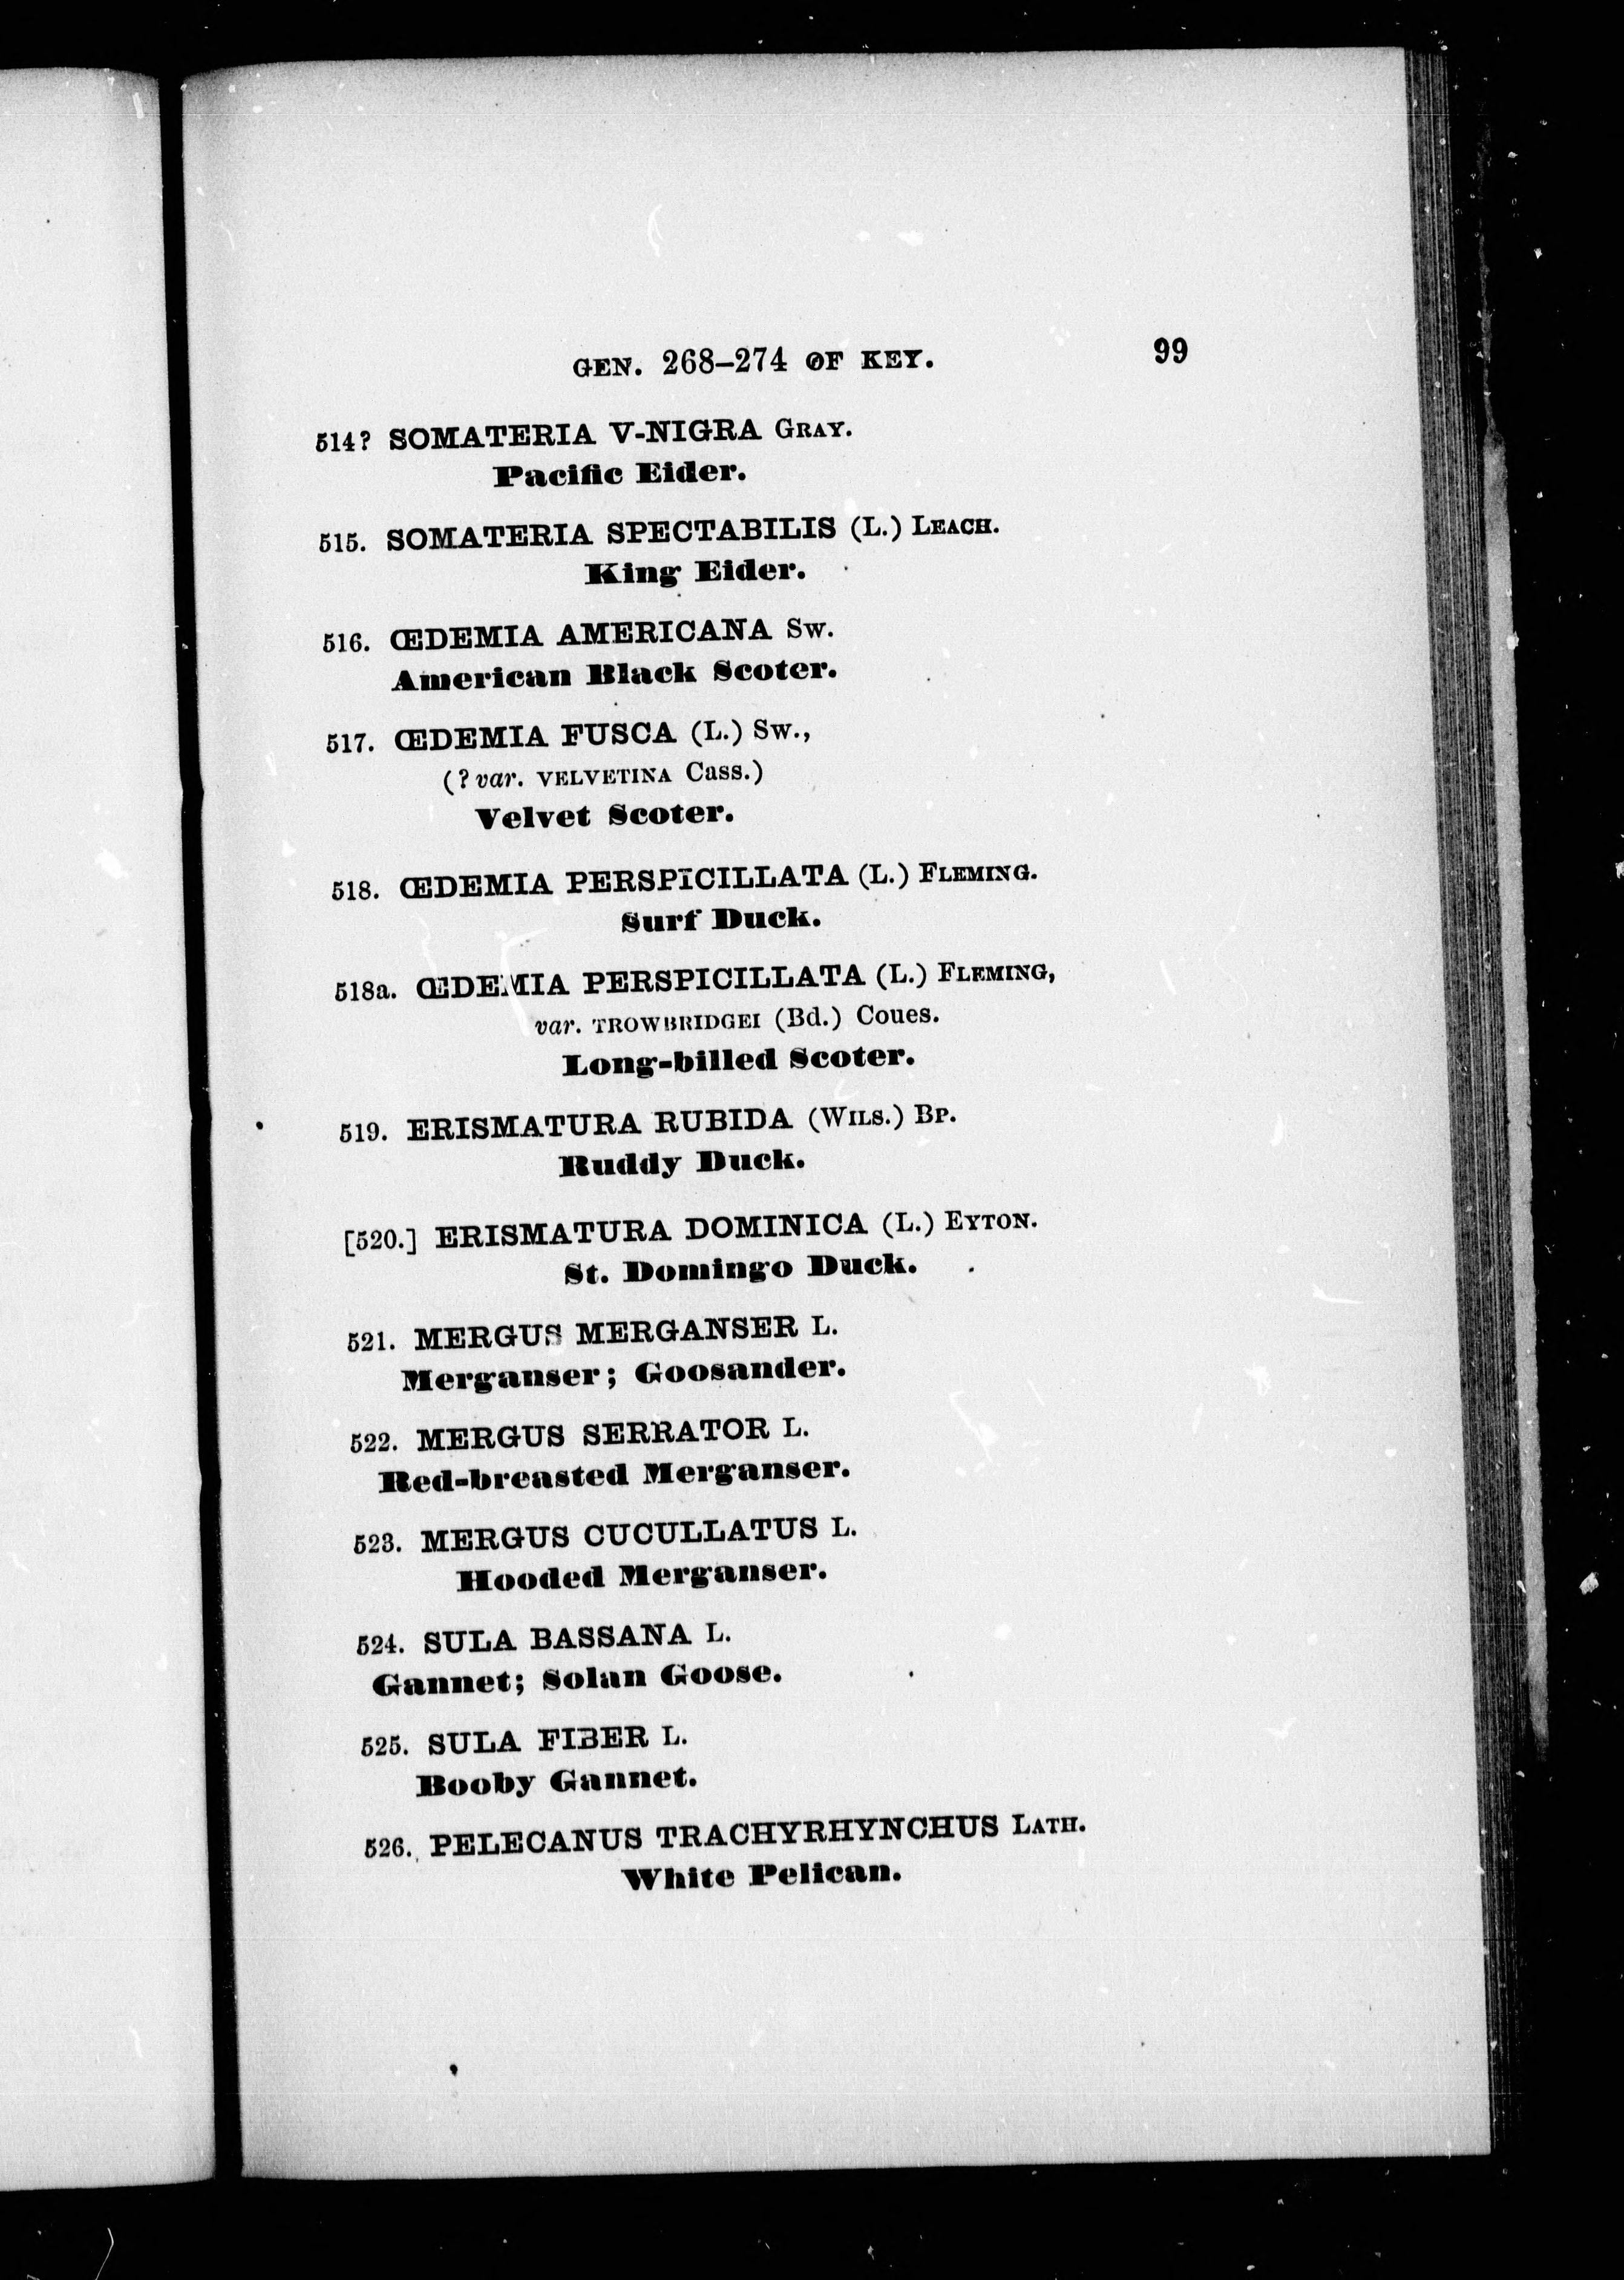 GEN. 268–274 OF KEY. 99
514? SOMATERIA V-NIGRA GRAY.
Pacific Eider.
515. SOMATERIA SPECTABILIS (L.) LEACH.
King Eider.
516. ŒDEMIA AMERICANA Sw.
American Black Scoter.
517. ŒDEMIA FUSCA (L.) Sw.,
(? var. VELVETINA Cass.)
Velvet Scoter.
518. ŒDEMIA PERSPICILLATA (L.) FLEMING.
Surf Duck.
518a. ŒDEMIA PERSPICILLATA (L.) FLEMING,
var. TROWBRIDGEI (Bd.) Coues.
Long-billed Scoter.
519. ERISMATURA RUBIDA (WILS.) BP.
Ruddy Duck.
[520.] ERISMATURA DOMINICA (L.) EYTON.
St. Domingo Duck.
521. MERGUS MERGANSER L.
Merganser; Goosander.
522. MERGUS SERRATOR L.
Red-breasted Merganser.
523. MERGUS CUCULLATUS L.
Hooded Merganser.
524. SULA BASSANA L.
Gannet; Solan Goose.
525. SULA FIBER L.
Booby Gannet.
526. PELECANUS TRACHYRHYNCHUS LATH.
White Pelican.